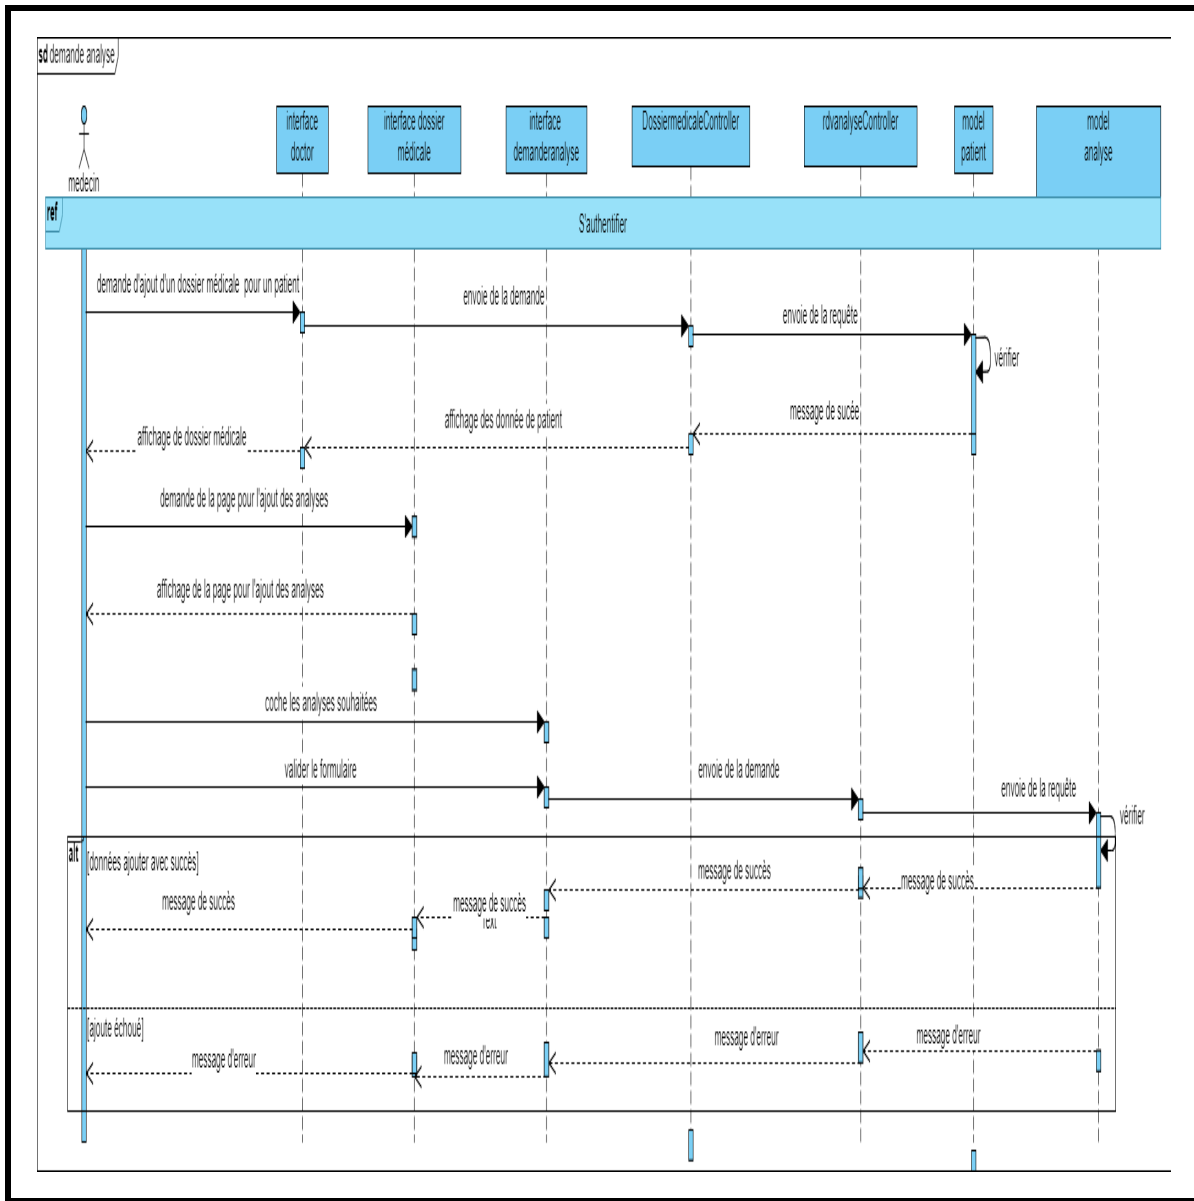 sd demande analyse
interface
doctor
interface dossier
médicale
interface
demanderanalyse
DossiermedicaleController
rdvanalyseController
model
patient
model
analyse
medecin
ref
S'authentifier
demande d'ajout d'un dossier médicale pour un patient
envoie de la demande
envoie de la requête
vérifier
message de sucée
affichage des donnée de patient
affichage de dossier médicale
demande de la page pour l'ajout des analyses
affichage de la page pour l'ajout des analyses
coche les analyses souhaitées
valider le formulaire
envoie de la demande
envoie de la requête
vérifier
alt
[données ajouter avec succès]
message de succès
message de succès
message de succès
Text
message de succès
[ajoute échoué]
message d'erreur
message d'erreur
message d'erreur
message d'erreur